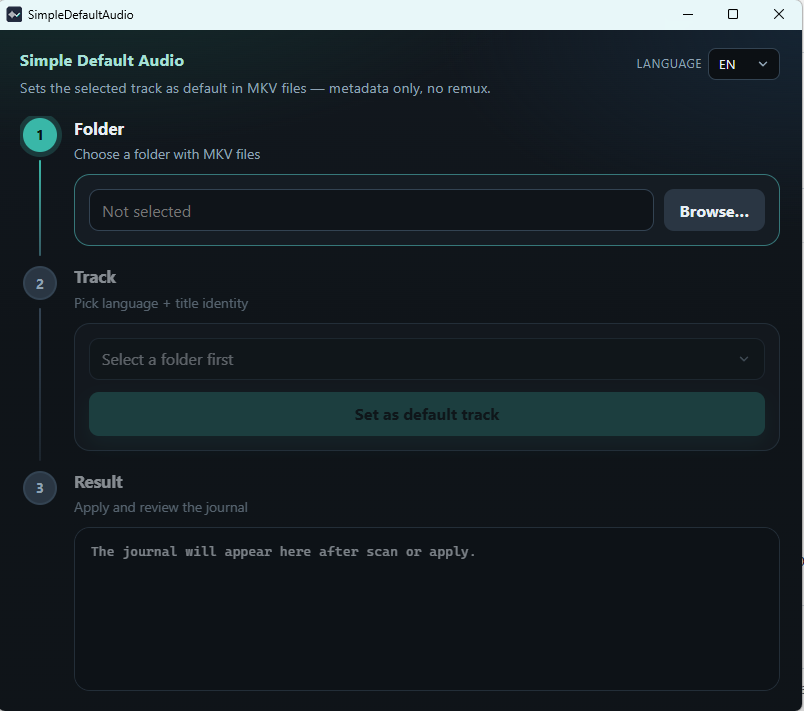 SimpleDefaultAudio
Simple Default Audio
LANGUAGE EN
Sets the selected track as default in MKV files — metadata only, no remux.
1 Folder
Choose a folder with MKV files
Not selected Browse...
2 Track
Pick language + title identity
Select a folder first
Set as default track
3 Result
Apply and review the journal
The journal will appear here after scan or apply.